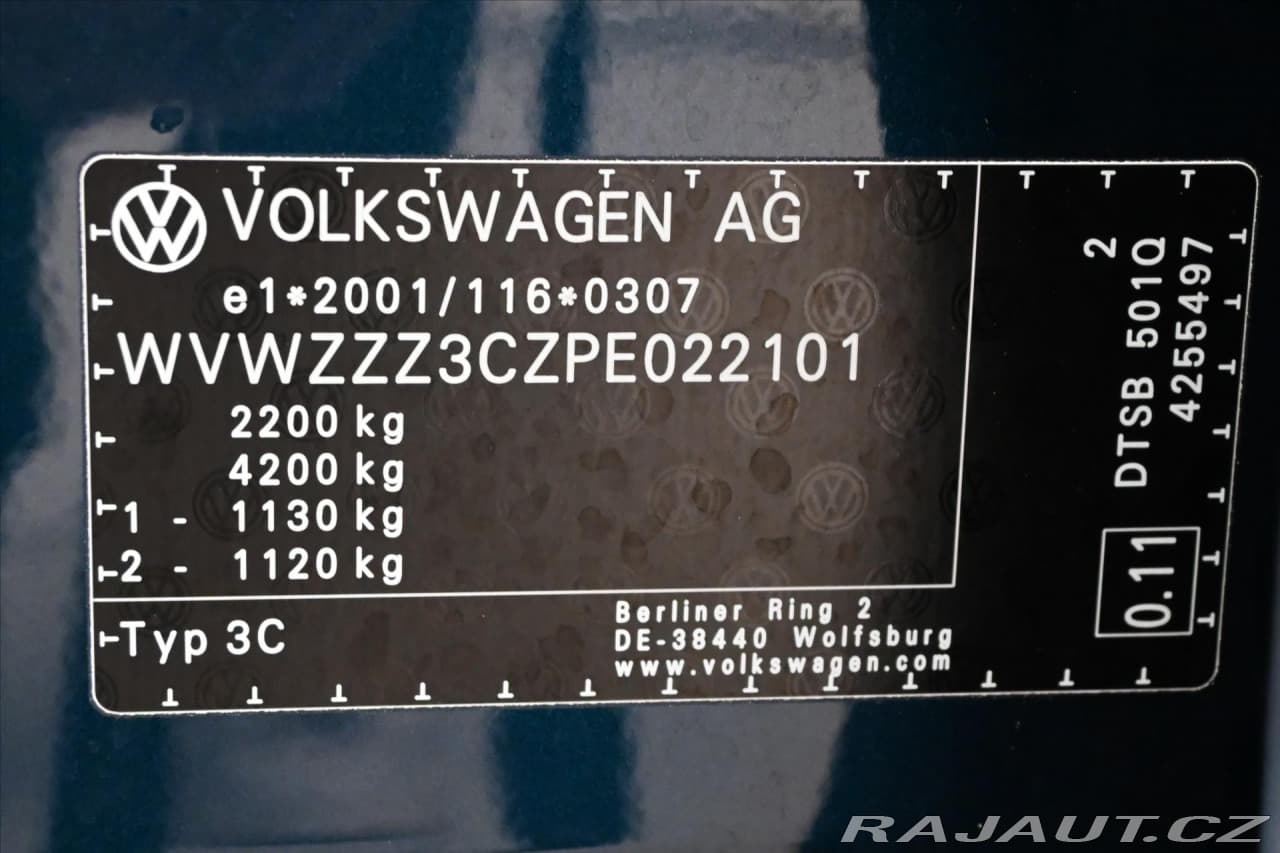 VOLKSWAGEN AG
e1*2001/116*0307
WVWZZZ3CZPE022101
2200 kg
4200 kg
1 - 1130 kg
2 - 1120 kg
Typ 3C
Berliner Ring 2
DE-38440 Wolfsburg
www.volkswagen.com
2
DTSB 501Q
4255497
0.11
RAJAUT.CZ